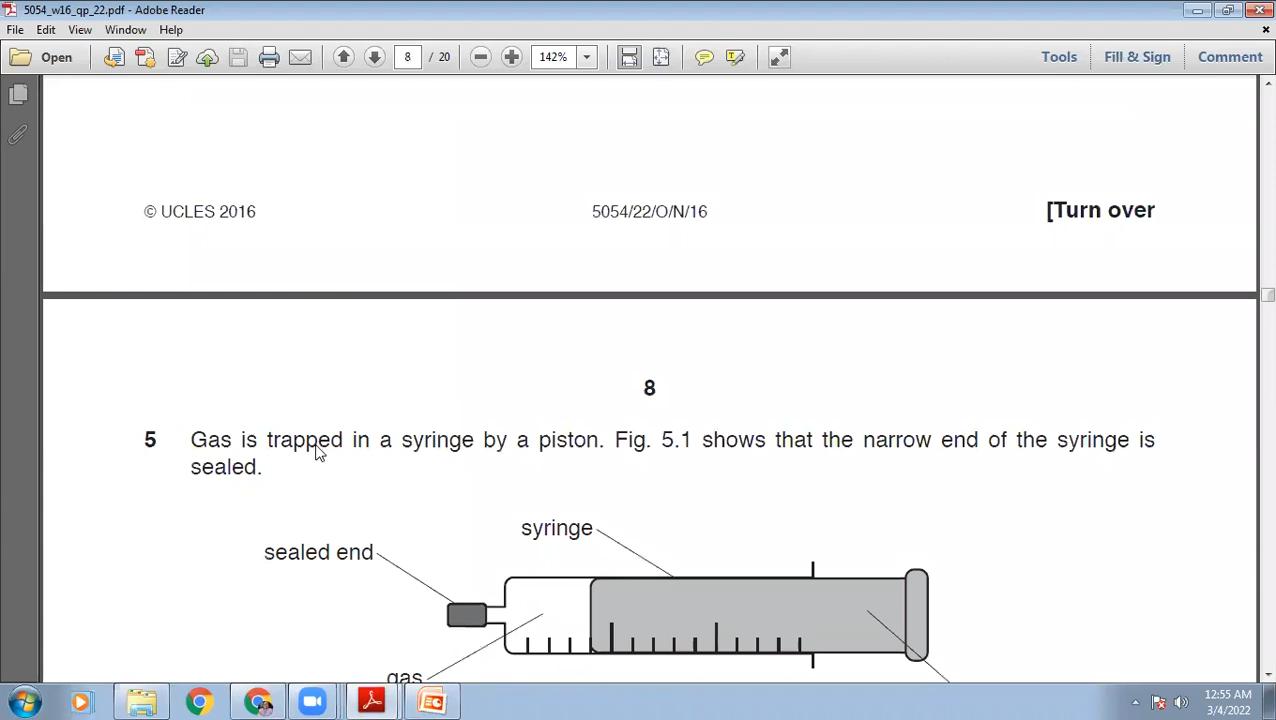 5054_w16_qp_22.pdf - Adobe Reader
File Edit View Window Help
Open 8 / 20 142% Tools Fill & Sign Comment
© UCLES 2016 5054/22/O/N/16 [Turn over
8
5 Gas is trapped in a syringe by a piston. Fig. 5.1 shows that the narrow end of the syringe is
sealed.
syringe
sealed end
gas
12:55 AM
3/4/2022